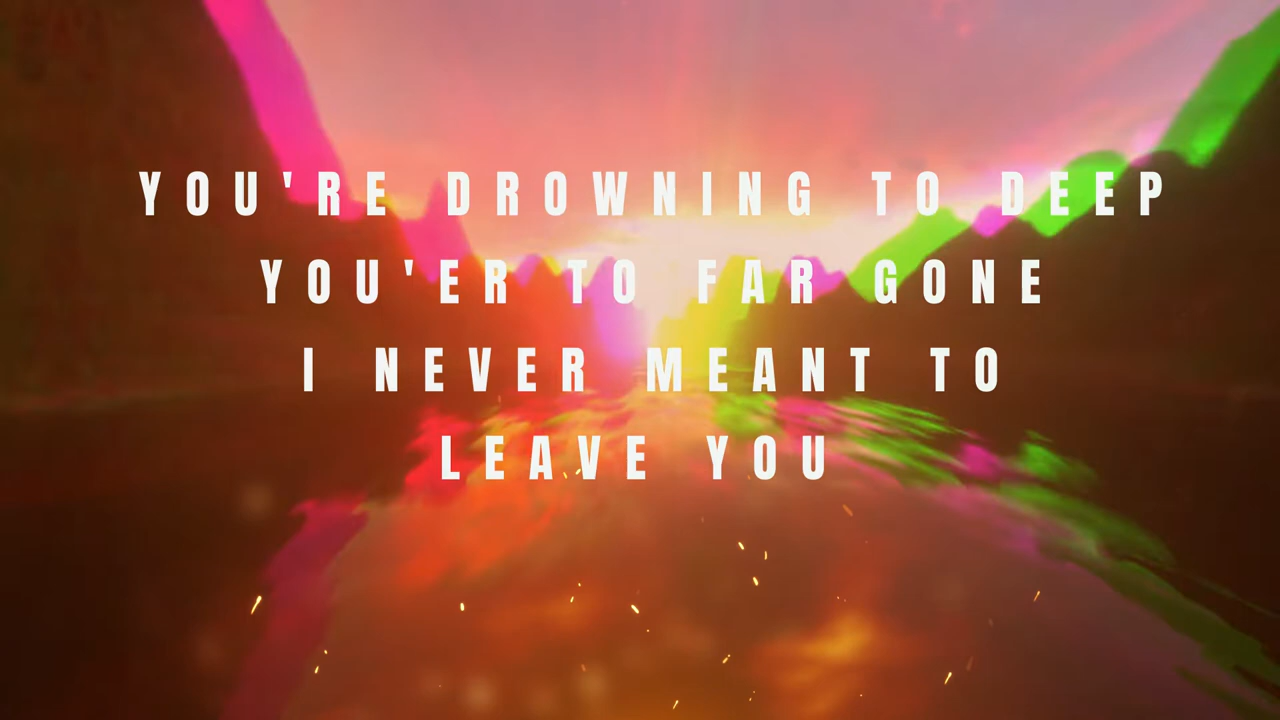 YOU'RE DROWNING TO DEEP
YOU'ER TO FAR GONE
I NEVER MEANT TO
LEAVE YOU